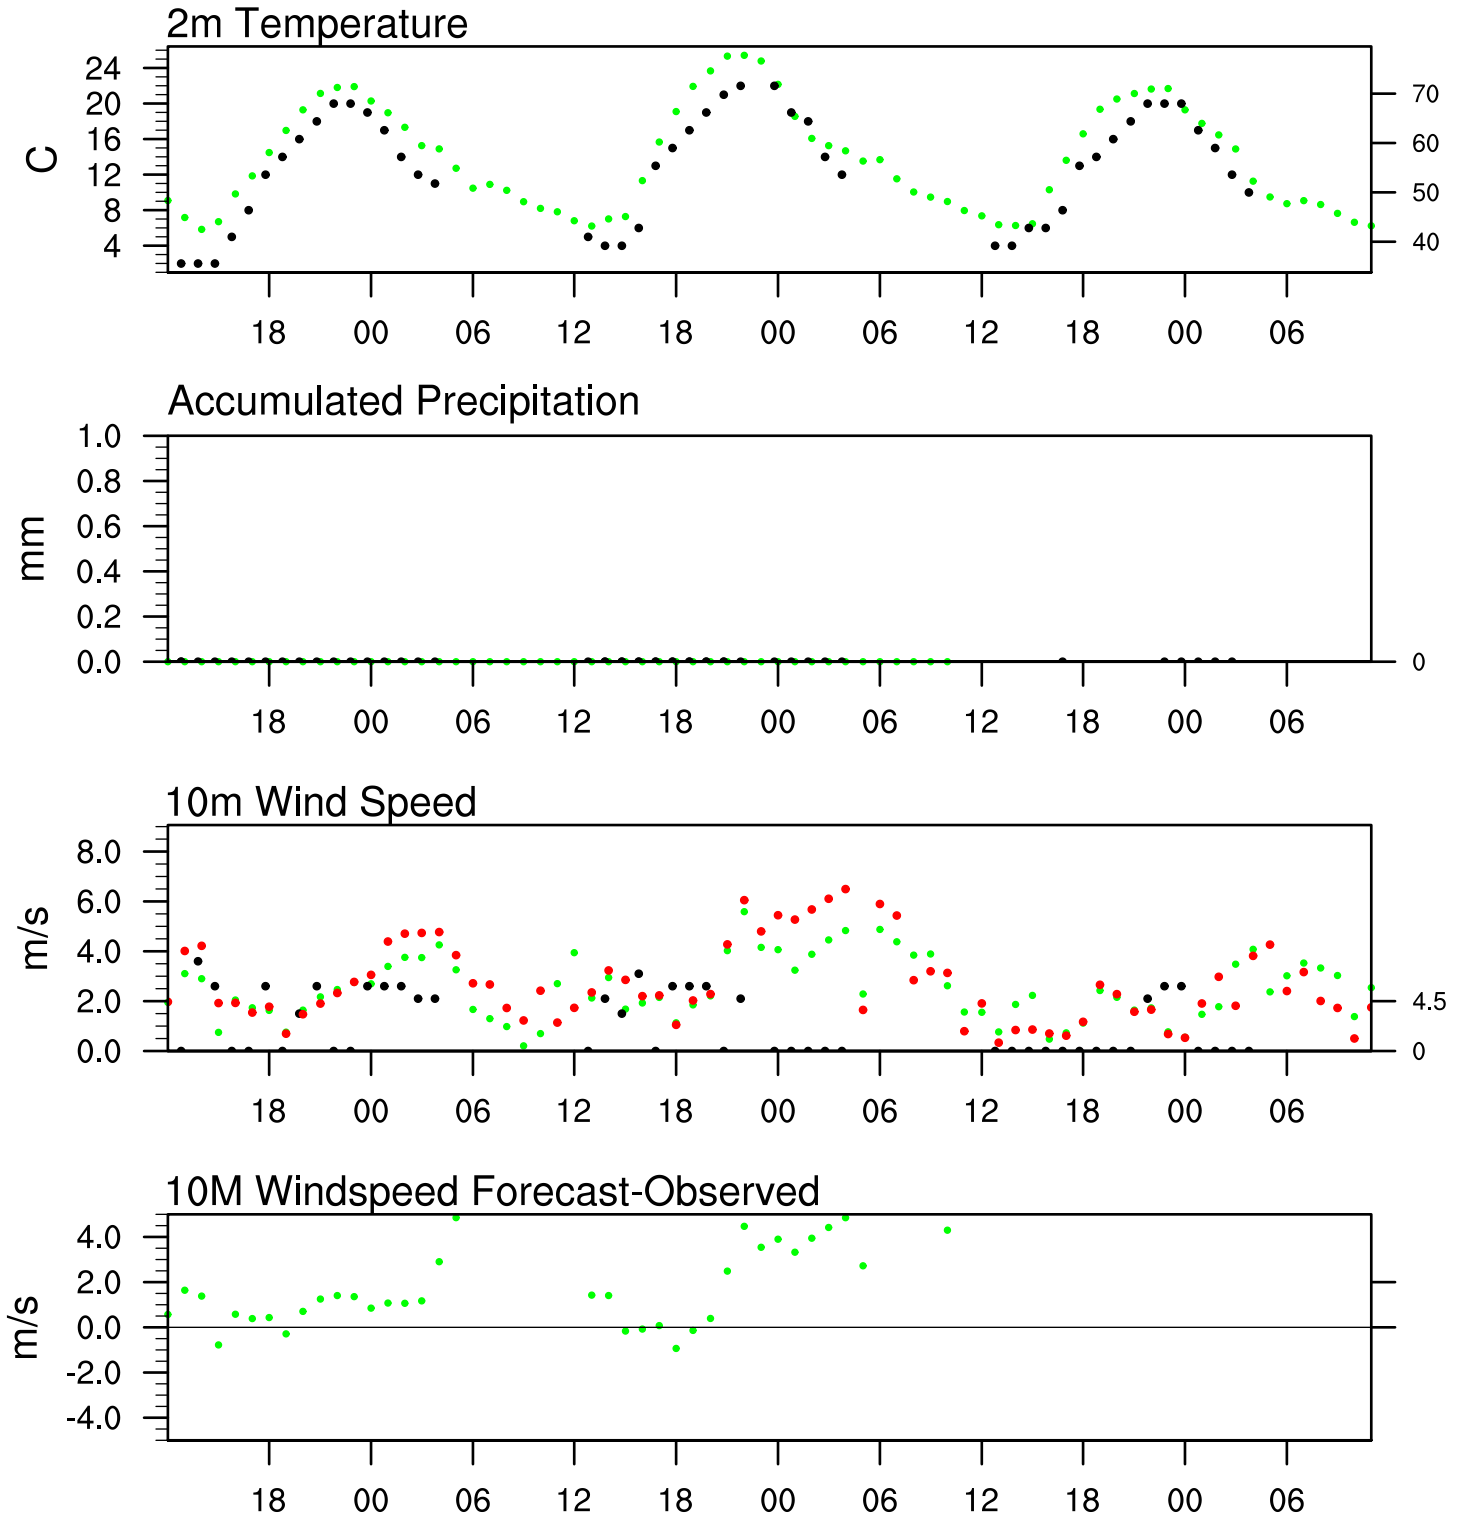 2m Temperature
24
20
16
12
8
4
C
70
60
50
40
18 00 06 12 18 00 06 12 18 00 06
Accumulated Precipitation
1.0
0.8
0.6
0.4
0.2
0.0
mm
0
18 00 06 12 18 00 06 12 18 00 06
10m Wind Speed
8.0
6.0
4.0
2.0
0.0
m/s
4.5
0
18 00 06 12 18 00 06 12 18 00 06
10M Windspeed Forecast-Observed
4.0
2.0
0.0
-2.0
-4.0
m/s
18 00 06 12 18 00 06 12 18 00 06